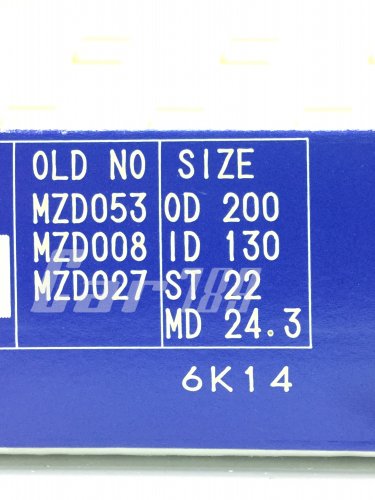 OLD NO SIZE
MZD053 OD 200
MZD008 ID 130
MZD027 ST 22
MD 24.3
6K14